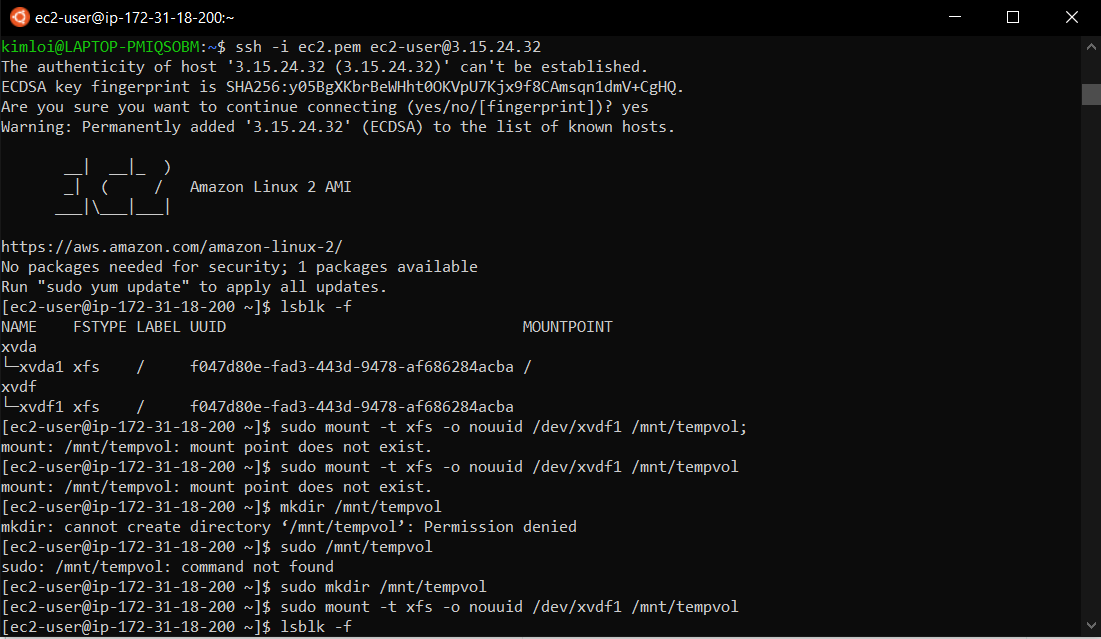 ec2-user@ip-172-31-18-200:~
kimloi@LAPTOP-PMIQSOBM:~$ ssh -i ec2.pem ec2-user@3.15.24.32
The authenticity of host '3.15.24.32 (3.15.24.32)' can't be established.
ECDSA key fingerprint is SHA256:y05BgXKbrBeWHht0OKVpU7Kjx9f8CAmsqn1dmV+CgHQ.
Are you sure you want to continue connecting (yes/no/[fingerprint])? yes
Warning: Permanently added '3.15.24.32' (ECDSA) to the list of known hosts.
       __|  __|_  )
       _|  (     /   Amazon Linux 2 AMI
      ___|\___|___|
https://aws.amazon.com/amazon-linux-2/
No packages needed for security; 1 packages available
Run "sudo yum update" to apply all updates.
[ec2-user@ip-172-31-18-200 ~]$ lsblk -f
NAME    FSTYPE LABEL UUID                                 MOUNTPOINT
xvda
└─xvda1 xfs    /     f047d80e-fad3-443d-9478-af686284acba /
xvdf
└─xvdf1 xfs    /     f047d80e-fad3-443d-9478-af686284acba
[ec2-user@ip-172-31-18-200 ~]$ sudo mount -t xfs -o nouuid /dev/xvdf1 /mnt/tempvol;
mount: /mnt/tempvol: mount point does not exist.
[ec2-user@ip-172-31-18-200 ~]$ sudo mount -t xfs -o nouuid /dev/xvdf1 /mnt/tempvol
mount: /mnt/tempvol: mount point does not exist.
[ec2-user@ip-172-31-18-200 ~]$ mkdir /mnt/tempvol
mkdir: cannot create directory ‘/mnt/tempvol’: Permission denied
[ec2-user@ip-172-31-18-200 ~]$ sudo /mnt/tempvol
sudo: /mnt/tempvol: command not found
[ec2-user@ip-172-31-18-200 ~]$ sudo mkdir /mnt/tempvol
[ec2-user@ip-172-31-18-200 ~]$ sudo mount -t xfs -o nouuid /dev/xvdf1 /mnt/tempvol
[ec2-user@ip-172-31-18-200 ~]$ lsblk -f